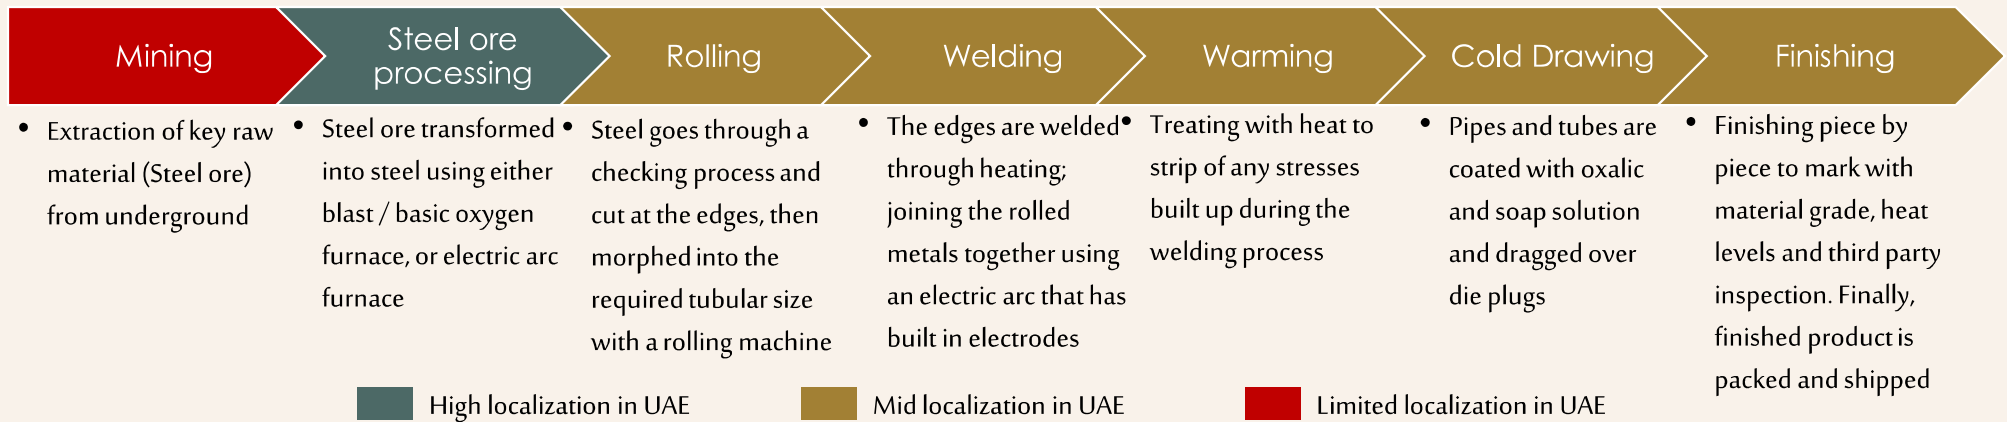 Mining
Steel ore
processing
Rolling
Welding
Warming
Cold Drawing
Finishing
• Extraction of key raw
material (Steel ore)
from underground
• Steel ore transformed
into steel using either
blast / basic oxygen
furnace, or electric arc
furnace
• Steel goes through a
checking process and
cut at the edges, then
morphed into the
required tubular size
with a rolling machine
• The edges are welded
through heating;
joining the rolled
metals together using
an electric arc that has
built in electrodes
• Treating with heat to
strip of any stresses
built up during the
welding process
• Pipes and tubes are
coated with oxalic
and soap solution
and dragged over
die plugs
• Finishing piece by
piece to mark with
material grade, heat
levels and third party
inspection. Finally,
finished product is
packed and shipped
High localization in UAE
Mid localization in UAE
Limited localization in UAE